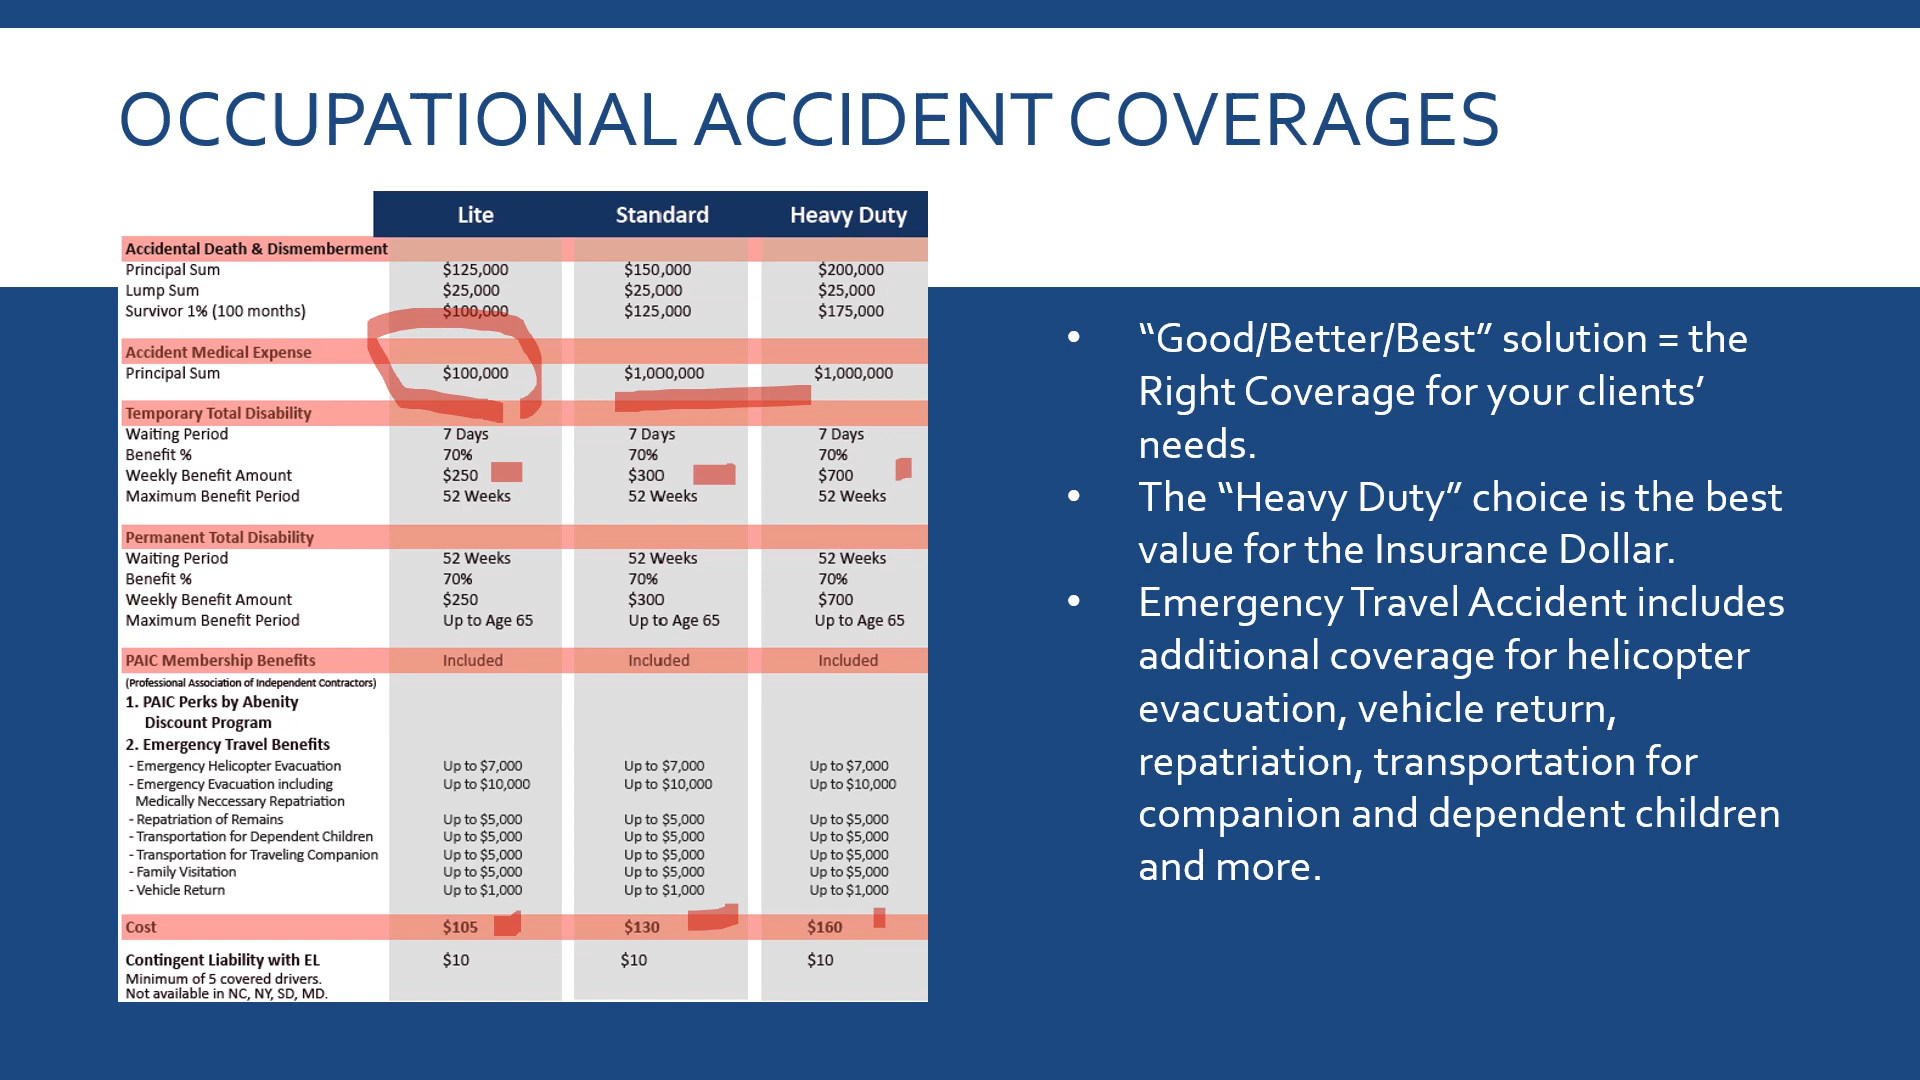 OCCUPATIONAL ACCIDENT COVERAGES
Lite Standard Heavy Duty
Accidental Death & Dismemberment
Principal Sum $125,000 $150,000 $200,000
Lump Sum $25,000 $25,000 $25,000
Survivor 1% (100 months) $100,000 $125,000 $175,000
Accident Medical Expense
Principal Sum $100,000 $1,000,000 $1,000,000
Temporary Total Disability
Waiting Period 7 Days 7 Days 7 Days
Benefit % 70% 70% 70%
Weekly Benefit Amount $250 $300 $700
Maximum Benefit Period 52 Weeks 52 Weeks 52 Weeks
Permanent Total Disability
Waiting Period 52 Weeks 52 Weeks 52 Weeks
Benefit % 70% 70% 70%
Weekly Benefit Amount $250 $300 $700
Maximum Benefit Period Up to Age 65 Up to Age 65 Up to Age 65
PAIC Membership Benefits Included Included Included
(Professional Association of Independent Contractors)
1. PAIC Perks by Abenity
Discount Program
2. Emergency Travel Benefits
- Emergency Helicopter Evacuation Up to $7,000 Up to $7,000 Up to $7,000
- Emergency Evacuation including Up to $10,000 Up to $10,000 Up to $10,000
Medically Neccessary Repatriation
- Repatriation of Remains Up to $5,000 Up to $5,000 Up to $5,000
- Transportation for Dependent Children Up to $5,000 Up to $5,000 Up to $5,000
- Transportation for Traveling Companion Up to $5,000 Up to $5,000 Up to $5,000
- Family Visitation Up to $5,000 Up to $5,000 Up to $5,000
- Vehicle Return Up to $1,000 Up to $1,000 Up to $1,000
Cost $105 $130 $160
Contingent Liability with EL $10 $10 $10
Minimum of 5 covered drivers.
Not available in NC, NY, SD, MD.
• “Good/Better/Best” solution = the
Right Coverage for your clients’
needs.
• The “Heavy Duty” choice is the best
value for the Insurance Dollar.
• Emergency Travel Accident includes
additional coverage for helicopter
evacuation, vehicle return,
repatriation, transportation for
companion and dependent children
and more.